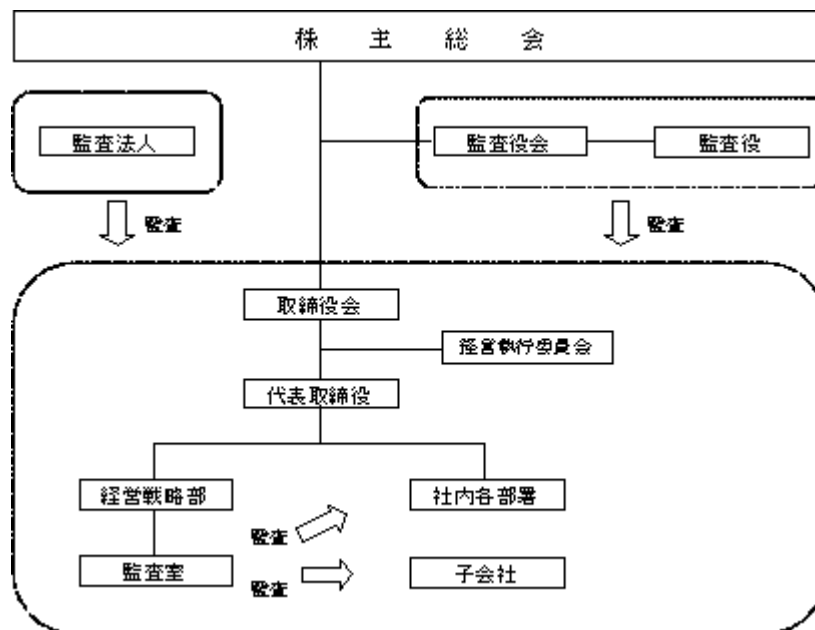 株主総会
監査法人
監査役会
監査役
監査
監査
取締役会
経営執行委員会
代表取締役
経営戦略部
社内各部署
監査
監査室
子会社
監査